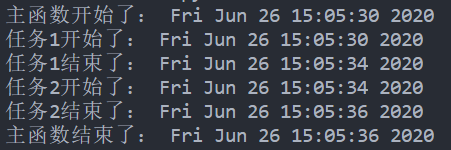 主函数开始了： Fri Jun 26 15:05:30 2020
任务1开始了： Fri Jun 26 15:05:30 2020
任务1结束了： Fri Jun 26 15:05:34 2020
任务2开始了： Fri Jun 26 15:05:34 2020
任务2结束了： Fri Jun 26 15:05:36 2020
主函数结束了： Fri Jun 26 15:05:36 2020